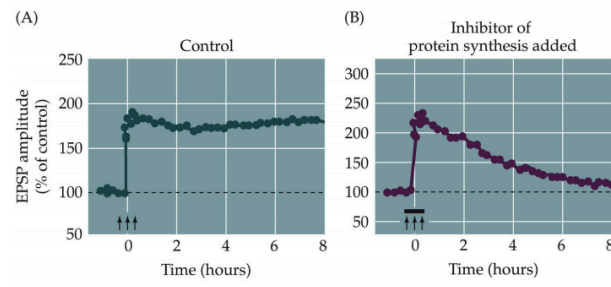 (A)
Control
EPSP amplitude
(% of control)
250
200
150
100
50
0
2
4
6
8
Time (hours)
(B)
Inhibitor of
protein synthesis added
300
250
200
150
100
50
0
2
4
6
8
Time (hours)